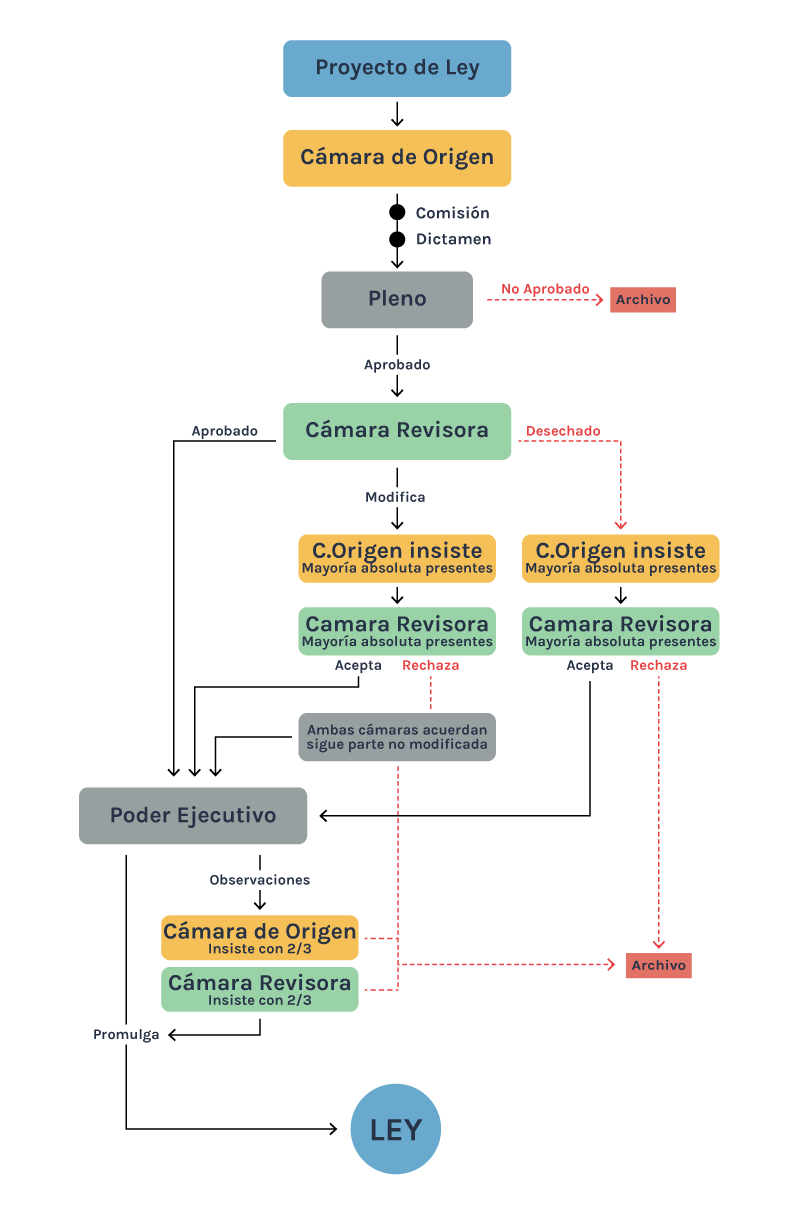 Proyecto de Ley
Cámara de Origen
Comisión
Dictamen
Pleno
No Aprobado
Archivo
Aprobado
Cámara Revisora
Aprobado
Desechado
Modifica
C.Origen insiste
Mayoría absoluta presentes
C.Origen insiste
Mayoría absoluta presentes
Camara Revisora
Mayoría absoluta presentes
Camara Revisora
Mayoría absoluta presentes
Acepta
Rechaza
Acepta
Rechaza
Ambas cámaras acuerdan
sigue parte no modificada
Poder Ejecutivo
Observaciones
Cámara de Origen
Insiste con 2/3
Archivo
Cámara Revisora
Insiste con 2/3
Promulga
LEY